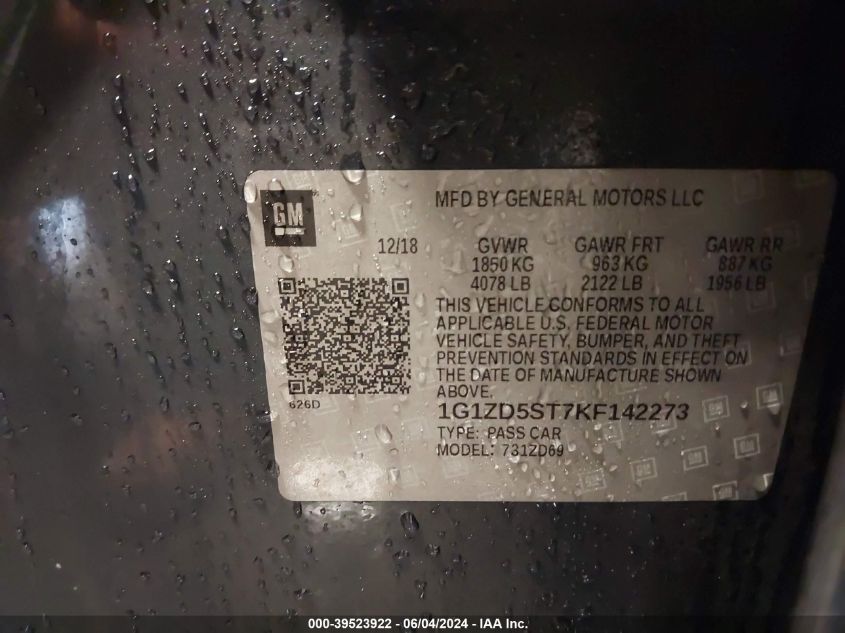 GM
MFD BY GENERAL MOTORS LLC
12/18 GVWR GAWR FRT GAWR RR
1850 KG 963 KG 887 KG
4078 LB 2122 LB 1956 LB
THIS VEHICLE CONFORMS TO ALL
APPLICABLE U.S. FEDERAL MOTOR
VEHICLE SAFETY, BUMPER, AND THEFT
PREVENTION STANDARDS IN EFFECT ON
THE DATE OF MANUFACTURE SHOWN
ABOVE.
626D
1G1ZD5ST7KF142273
TYPE: PASS CAR
MODEL: 731ZD69
000-39523922 - 06/04/2024 - IAA Inc.